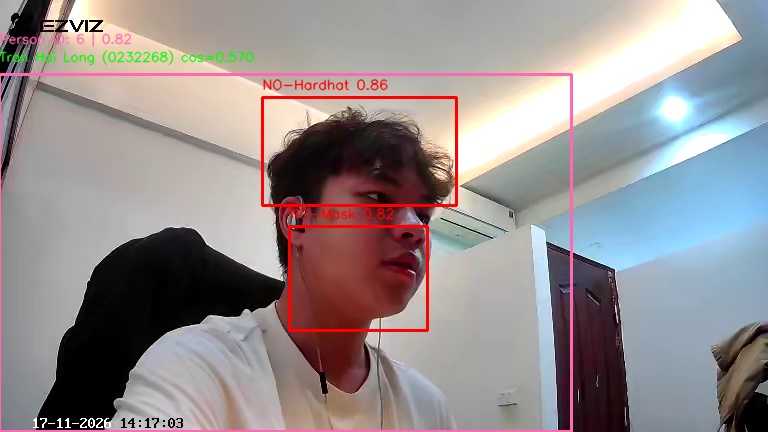 EZVIZ
Person ID: 6 | 0.82
Tran Hai Long (0232268) cos=0.570
NO-Hardhat 0.86
NO-Mask 0.82
17-11-2026 14:17:03